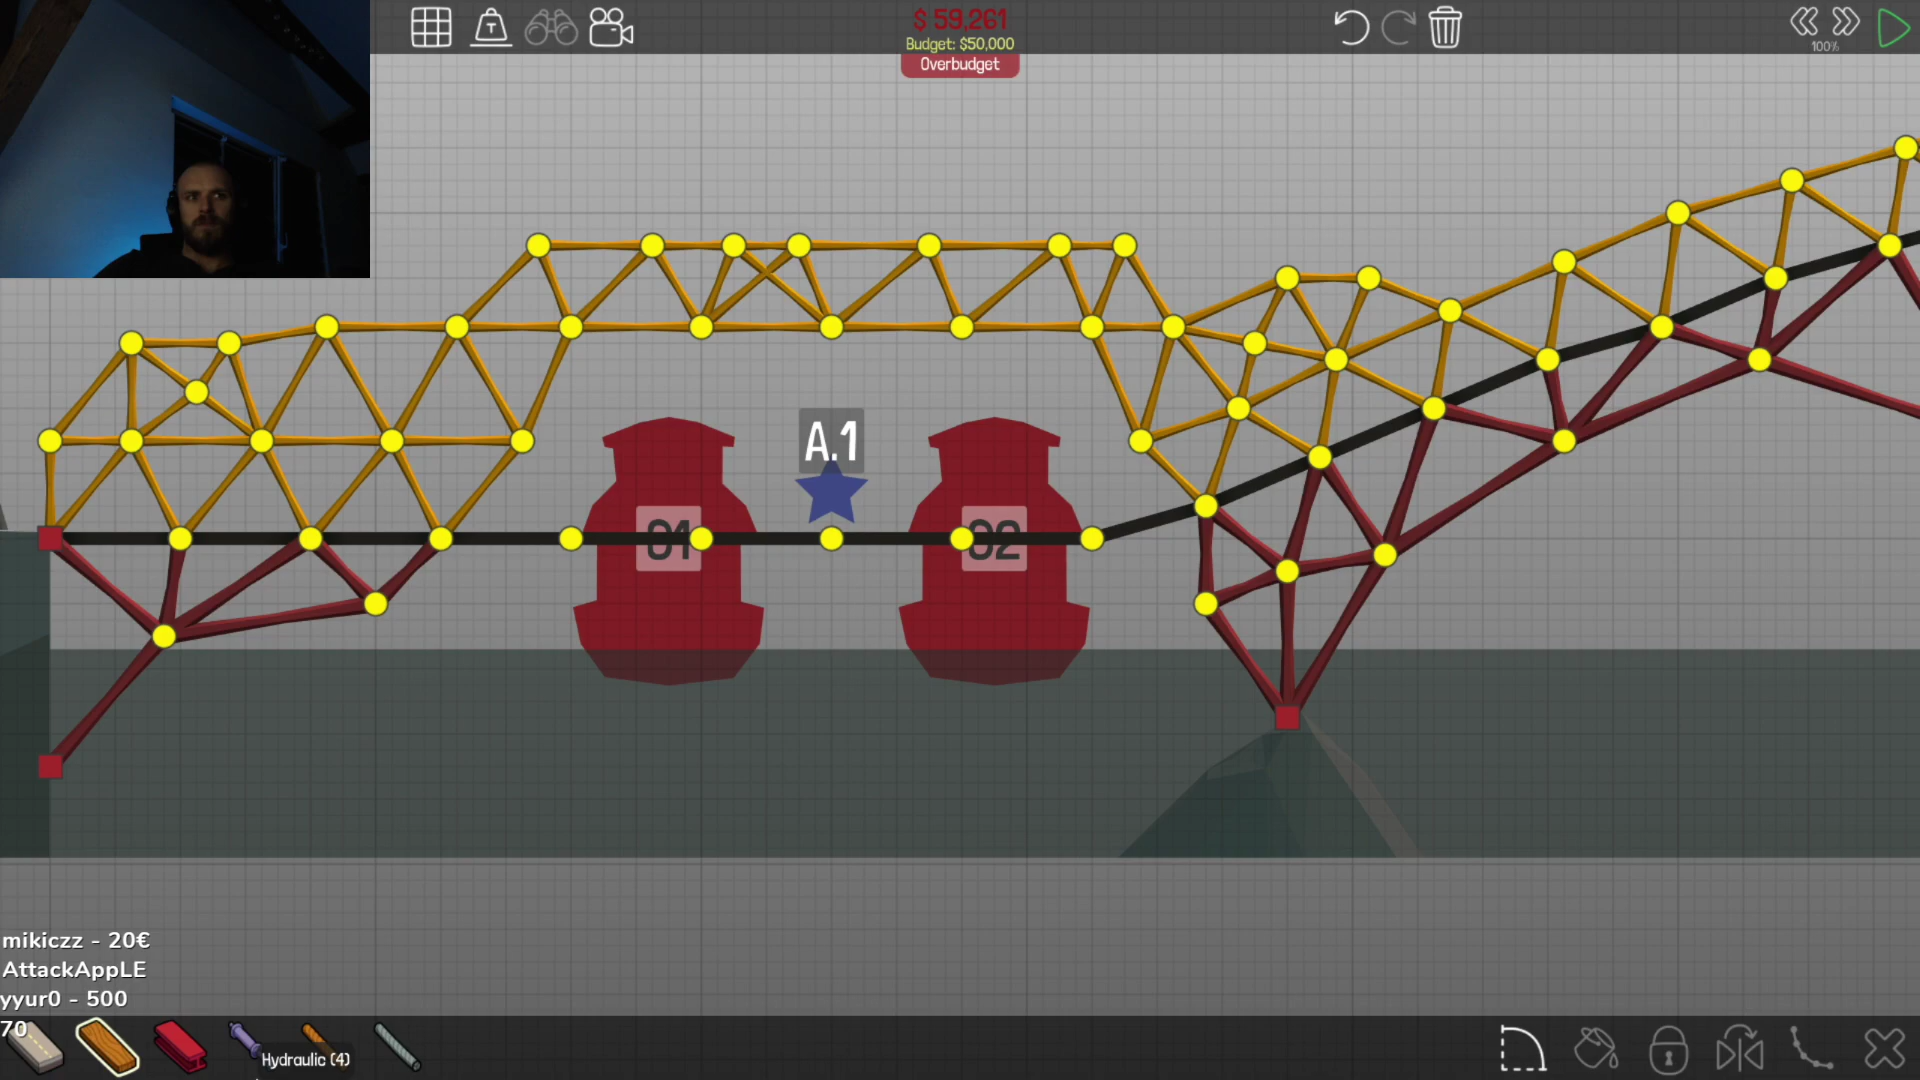 $ 59,261
Budget: $50,000
Overbudget
100%
A.1
01
02
mikiczz - 20€
AttackAppLE
yyur0 - 500
70
Hydraulic (4)